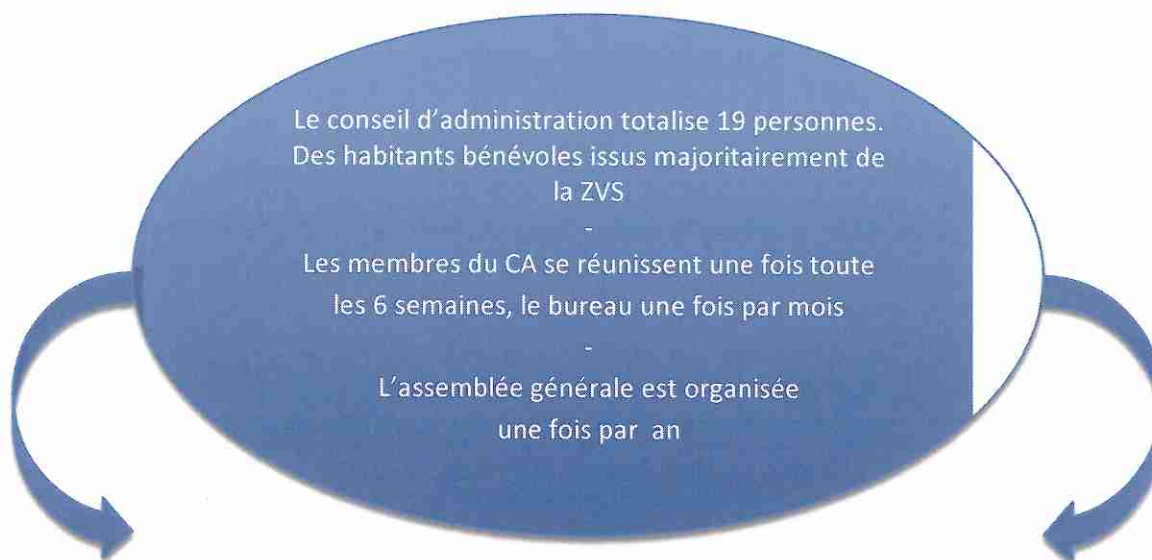 Le conseil d'administration totalise 19 personnes.
Des habitants bénévoles issus majoritairement de
la ZVS
-
Les membres du CA se réunissent une fois toute
les 6 semaines, le bureau une fois par mois
-
L'assemblée générale est organisée
une fois par an